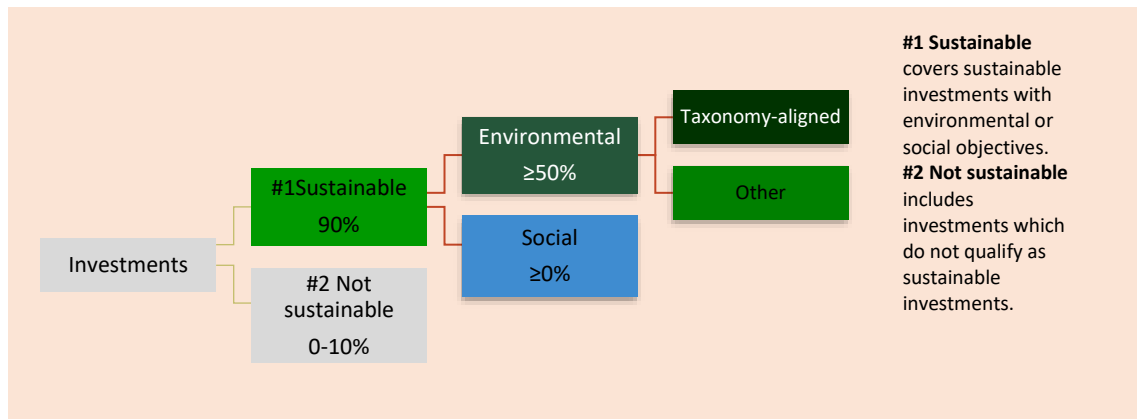 Investments
#1Sustainable
90%
#2 Not
sustainable
0-10%
Environmental
≥50%
Social
≥0%
Taxonomy-aligned
Other
#1 Sustainable
covers sustainable
investments with
environmental or
social objectives.
#2 Not sustainable
includes
investments which
do not qualify as
sustainable
investments.